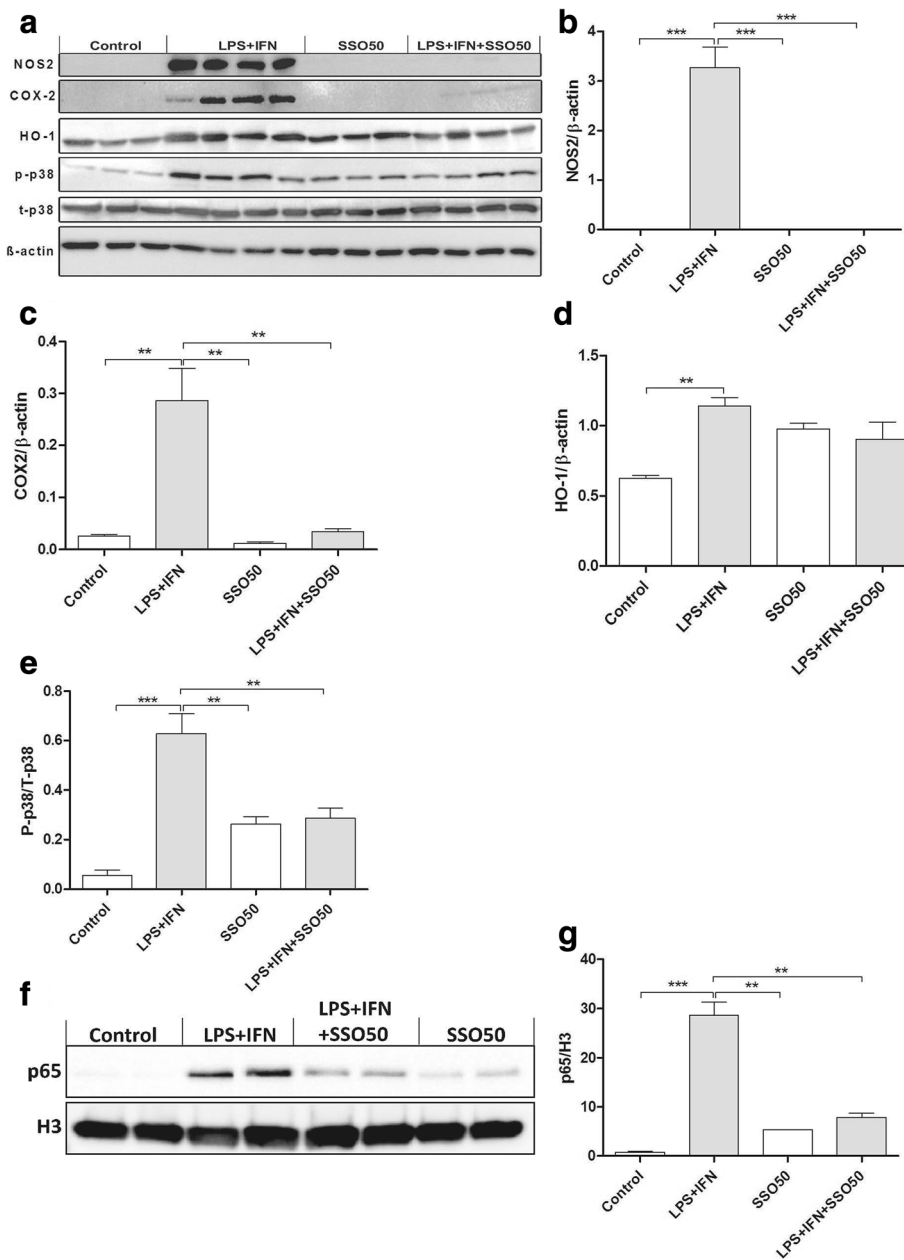 a
Control LPS+IFN SSO50 LPS+IFN+SSO50
NOS2
COX-2
HO-1
p-p38
t-p38
ß-actin
b
NOS2/β-actin
4
3
2
1
0
*** *** ***
Control LPS+IFN SSO50 LPS+IFN+SSO50
c
COX2/β-actin
0.4
0.3
0.2
0.1
0.0
** ** **
Control LPS+IFN SSO50 LPS+IFN+SSO50
d
HO-1/β-actin
1.5
1.0
0.5
0.0
**
Control LPS+IFN SSO50 LPS+IFN+SSO50
e
P-p38/T-p38
0.8
0.6
0.4
0.2
0.0
*** ** **
Control LPS+IFN SSO50 LPS+IFN+SSO50
f
Control LPS+IFN LPS+IFN SSO50
+SSO50
p65
H3
g
p65/H3
40
30
20
10
0
*** ** **
Control LPS+IFN SSO50 LPS+IFN+SSO50